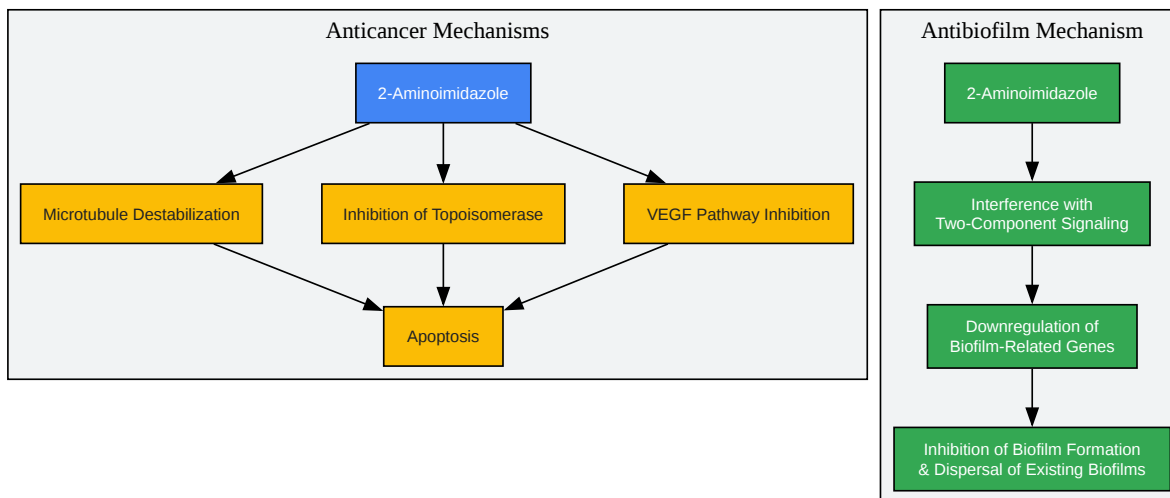 Anticancer Mechanisms
2-Aminoimidazole
Microtubule Destabilization
Inhibition of Topoisomerase
VEGF Pathway Inhibition
Apoptosis
Antibiofilm Mechanism
2-Aminoimidazole
Interference with
Two-Component Signaling
Downregulation of
Biofilm-Related Genes
Inhibition of Biofilm Formation
& Dispersal of Existing Biofilms